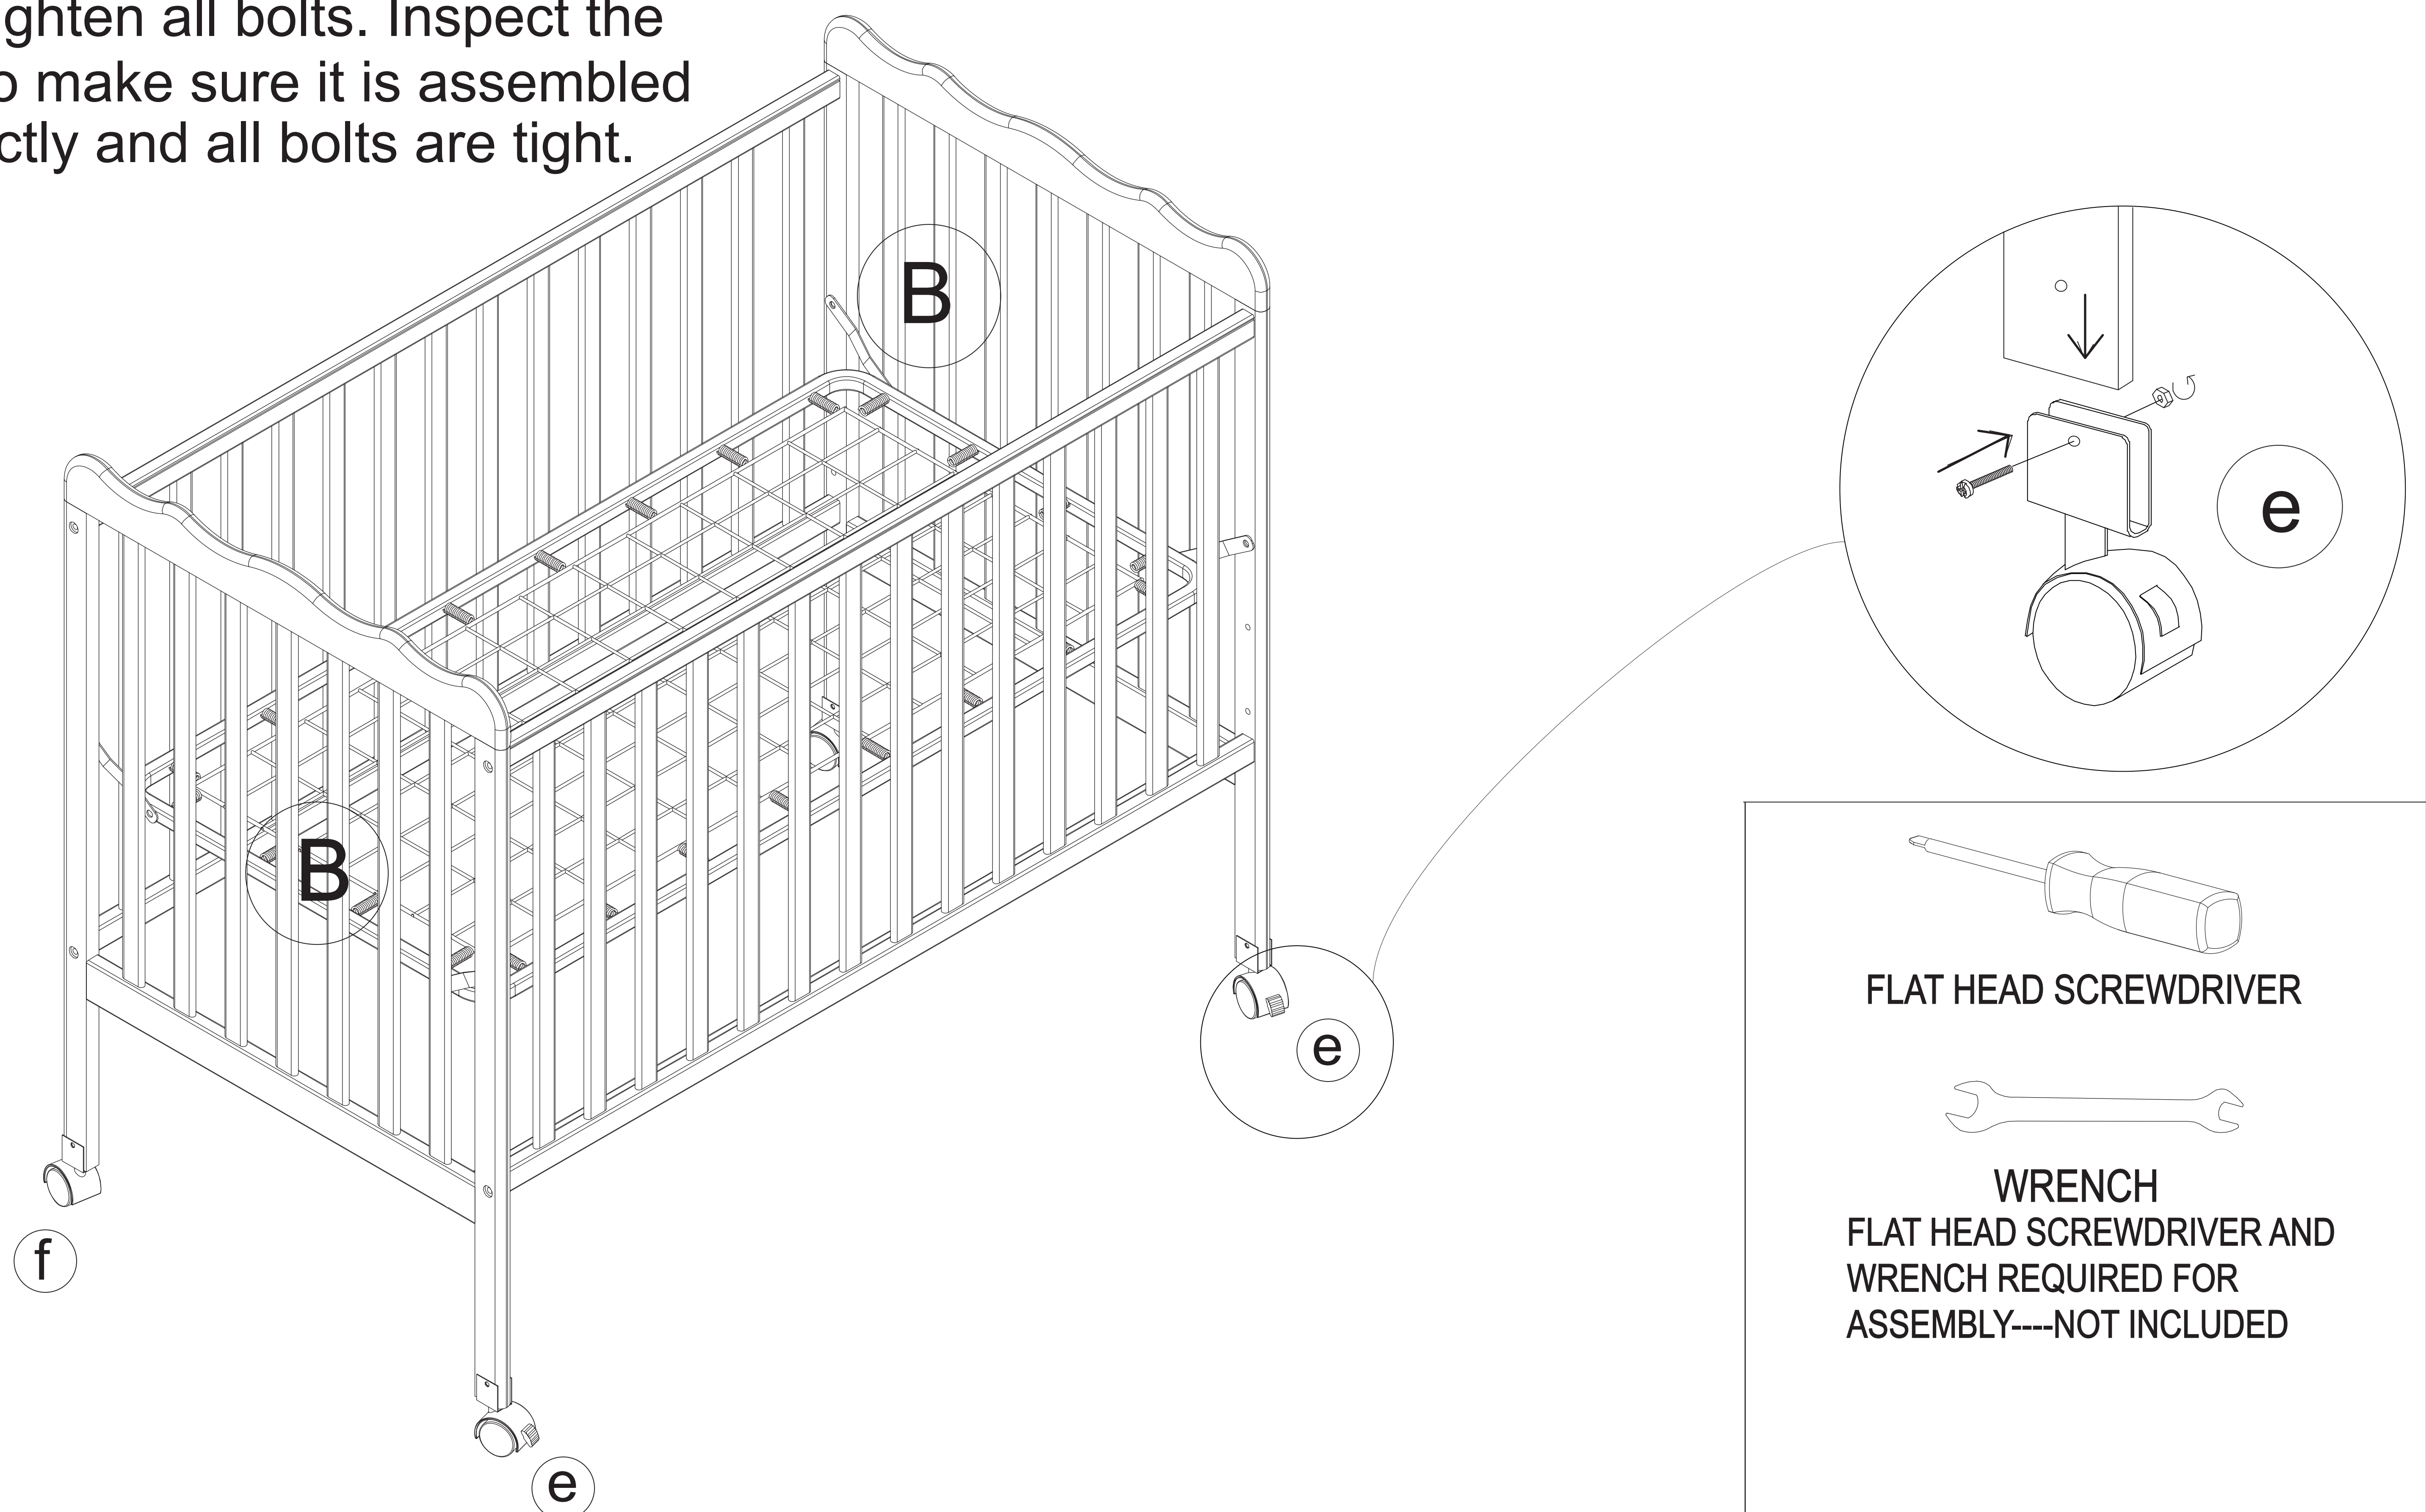 ghten all bolts. Inspect the
o make sure it is assembled
ctly and all bolts are tight.
B
B
e
e
f
e
FLAT HEAD SCREWDRIVER
WRENCH
FLAT HEAD SCREWDRIVER AND
WRENCH REQUIRED FOR
ASSEMBLY----NOT INCLUDED